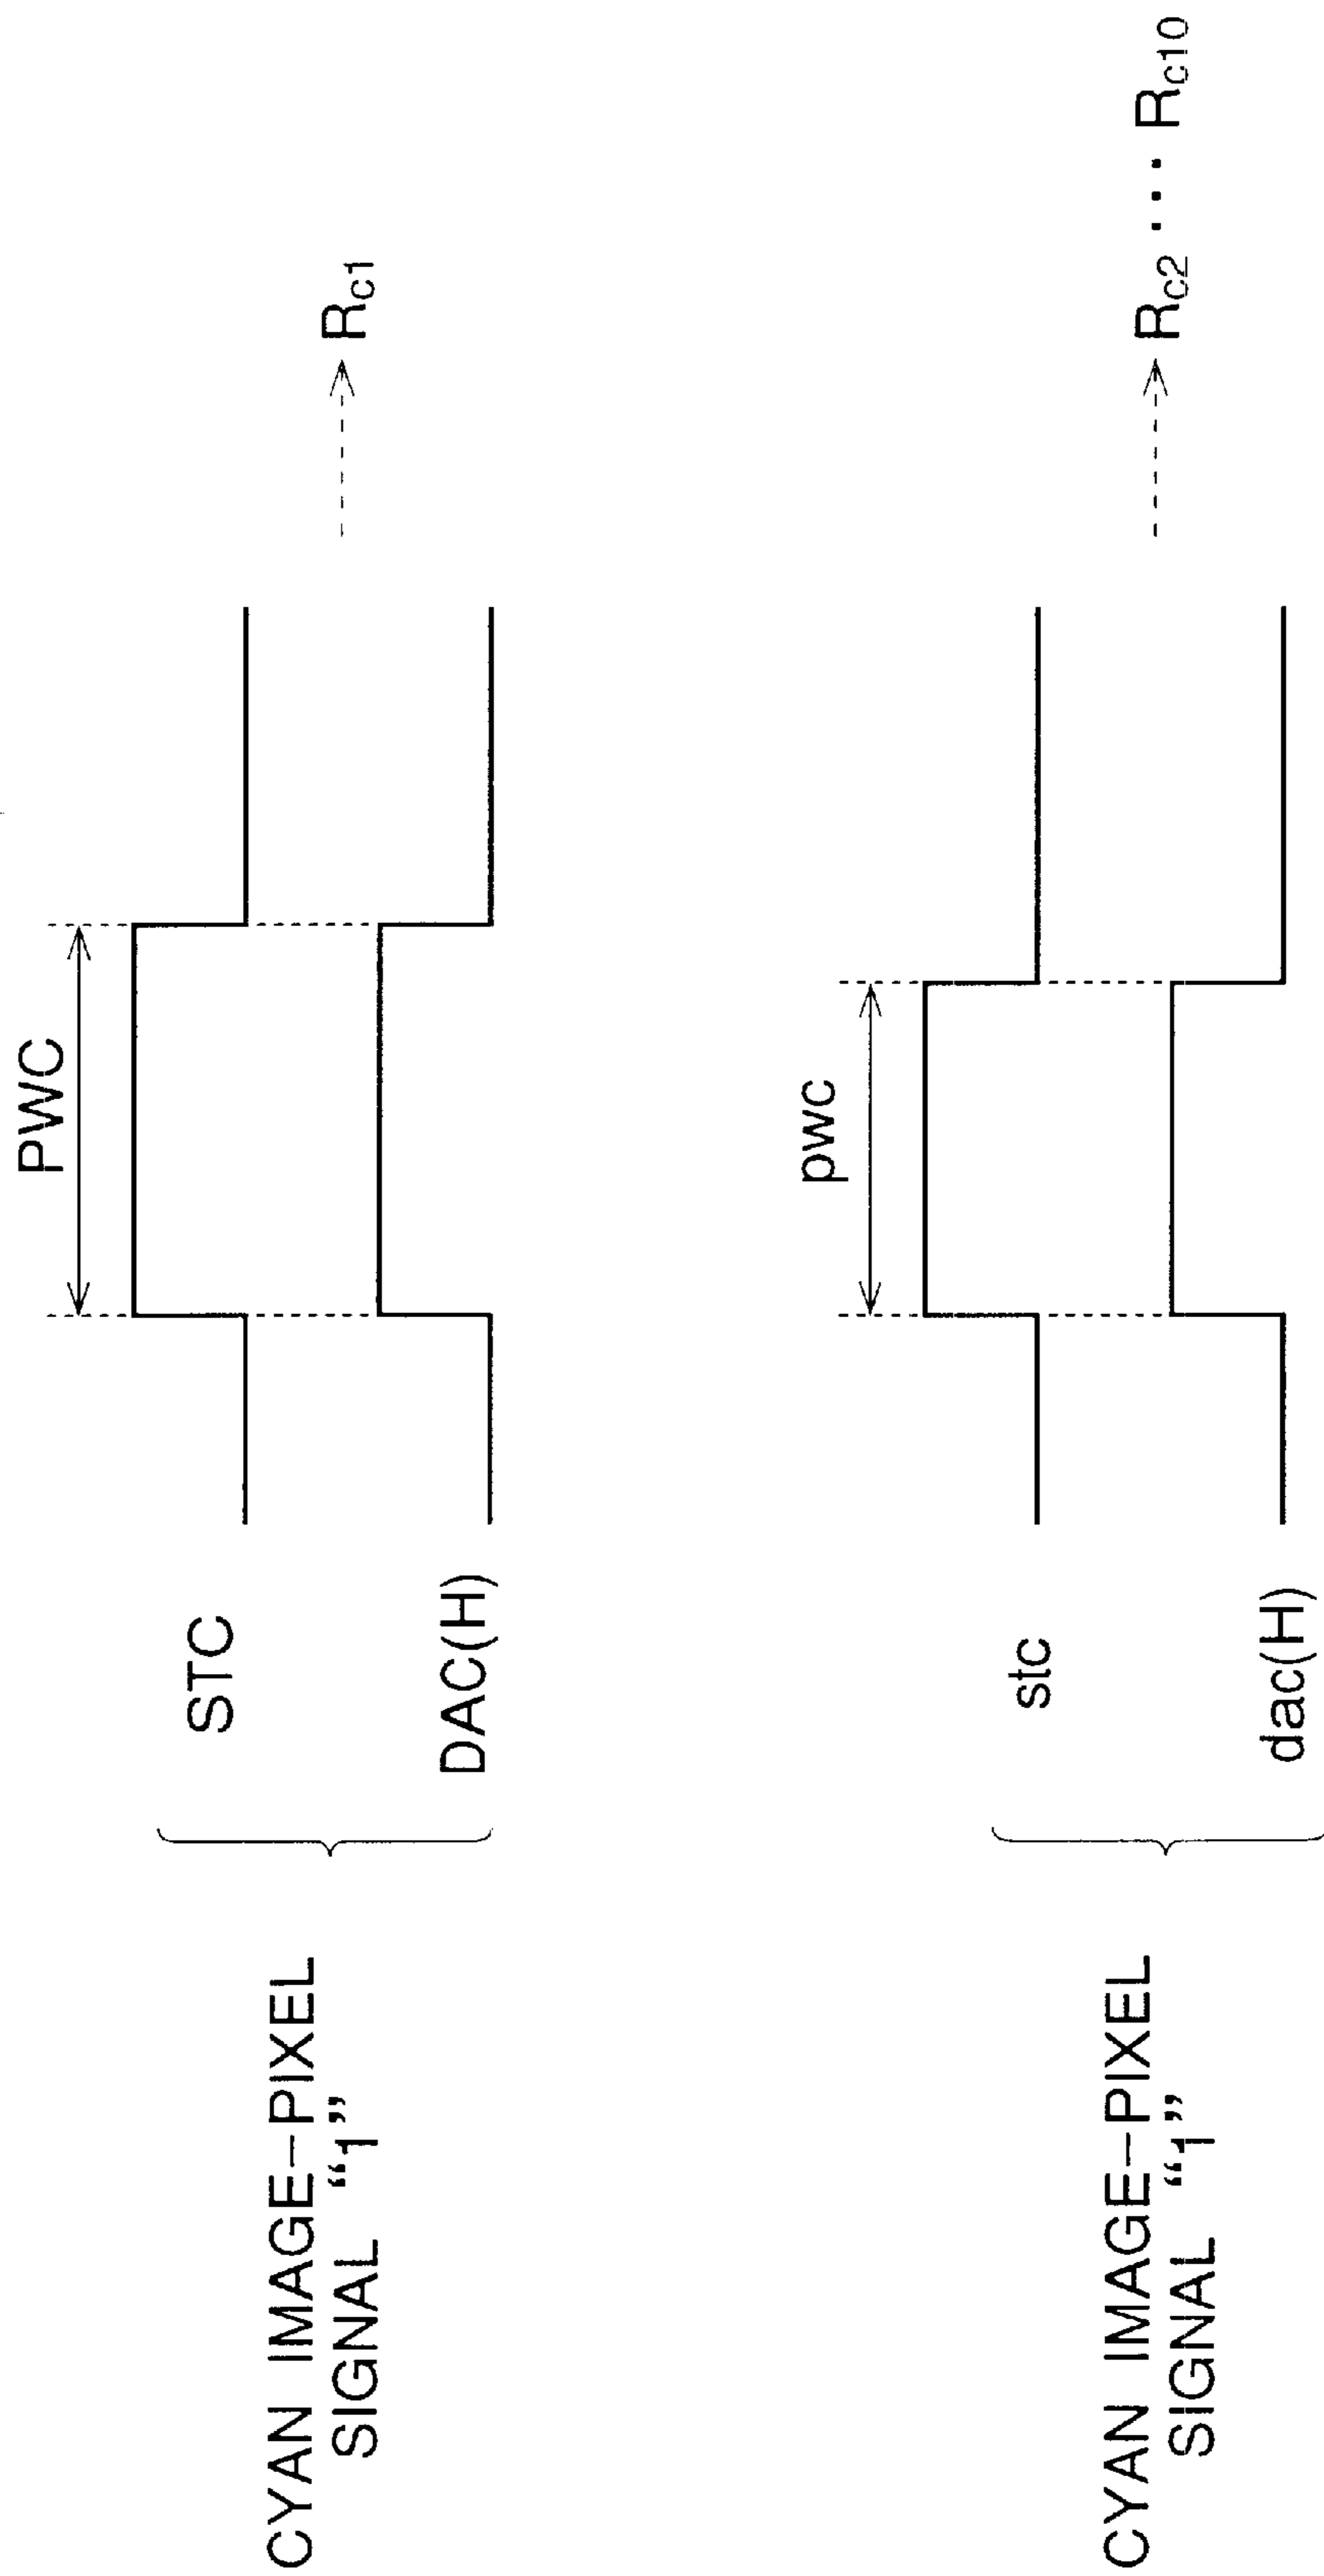 PWC
CYAN IMAGE-PIXEL
SIGNAL "1"
STC
DAC(H)
Rc1
pwc
CYAN IMAGE-PIXEL
SIGNAL "1"
stc
dac(H)
Rc2 ··· Rc10